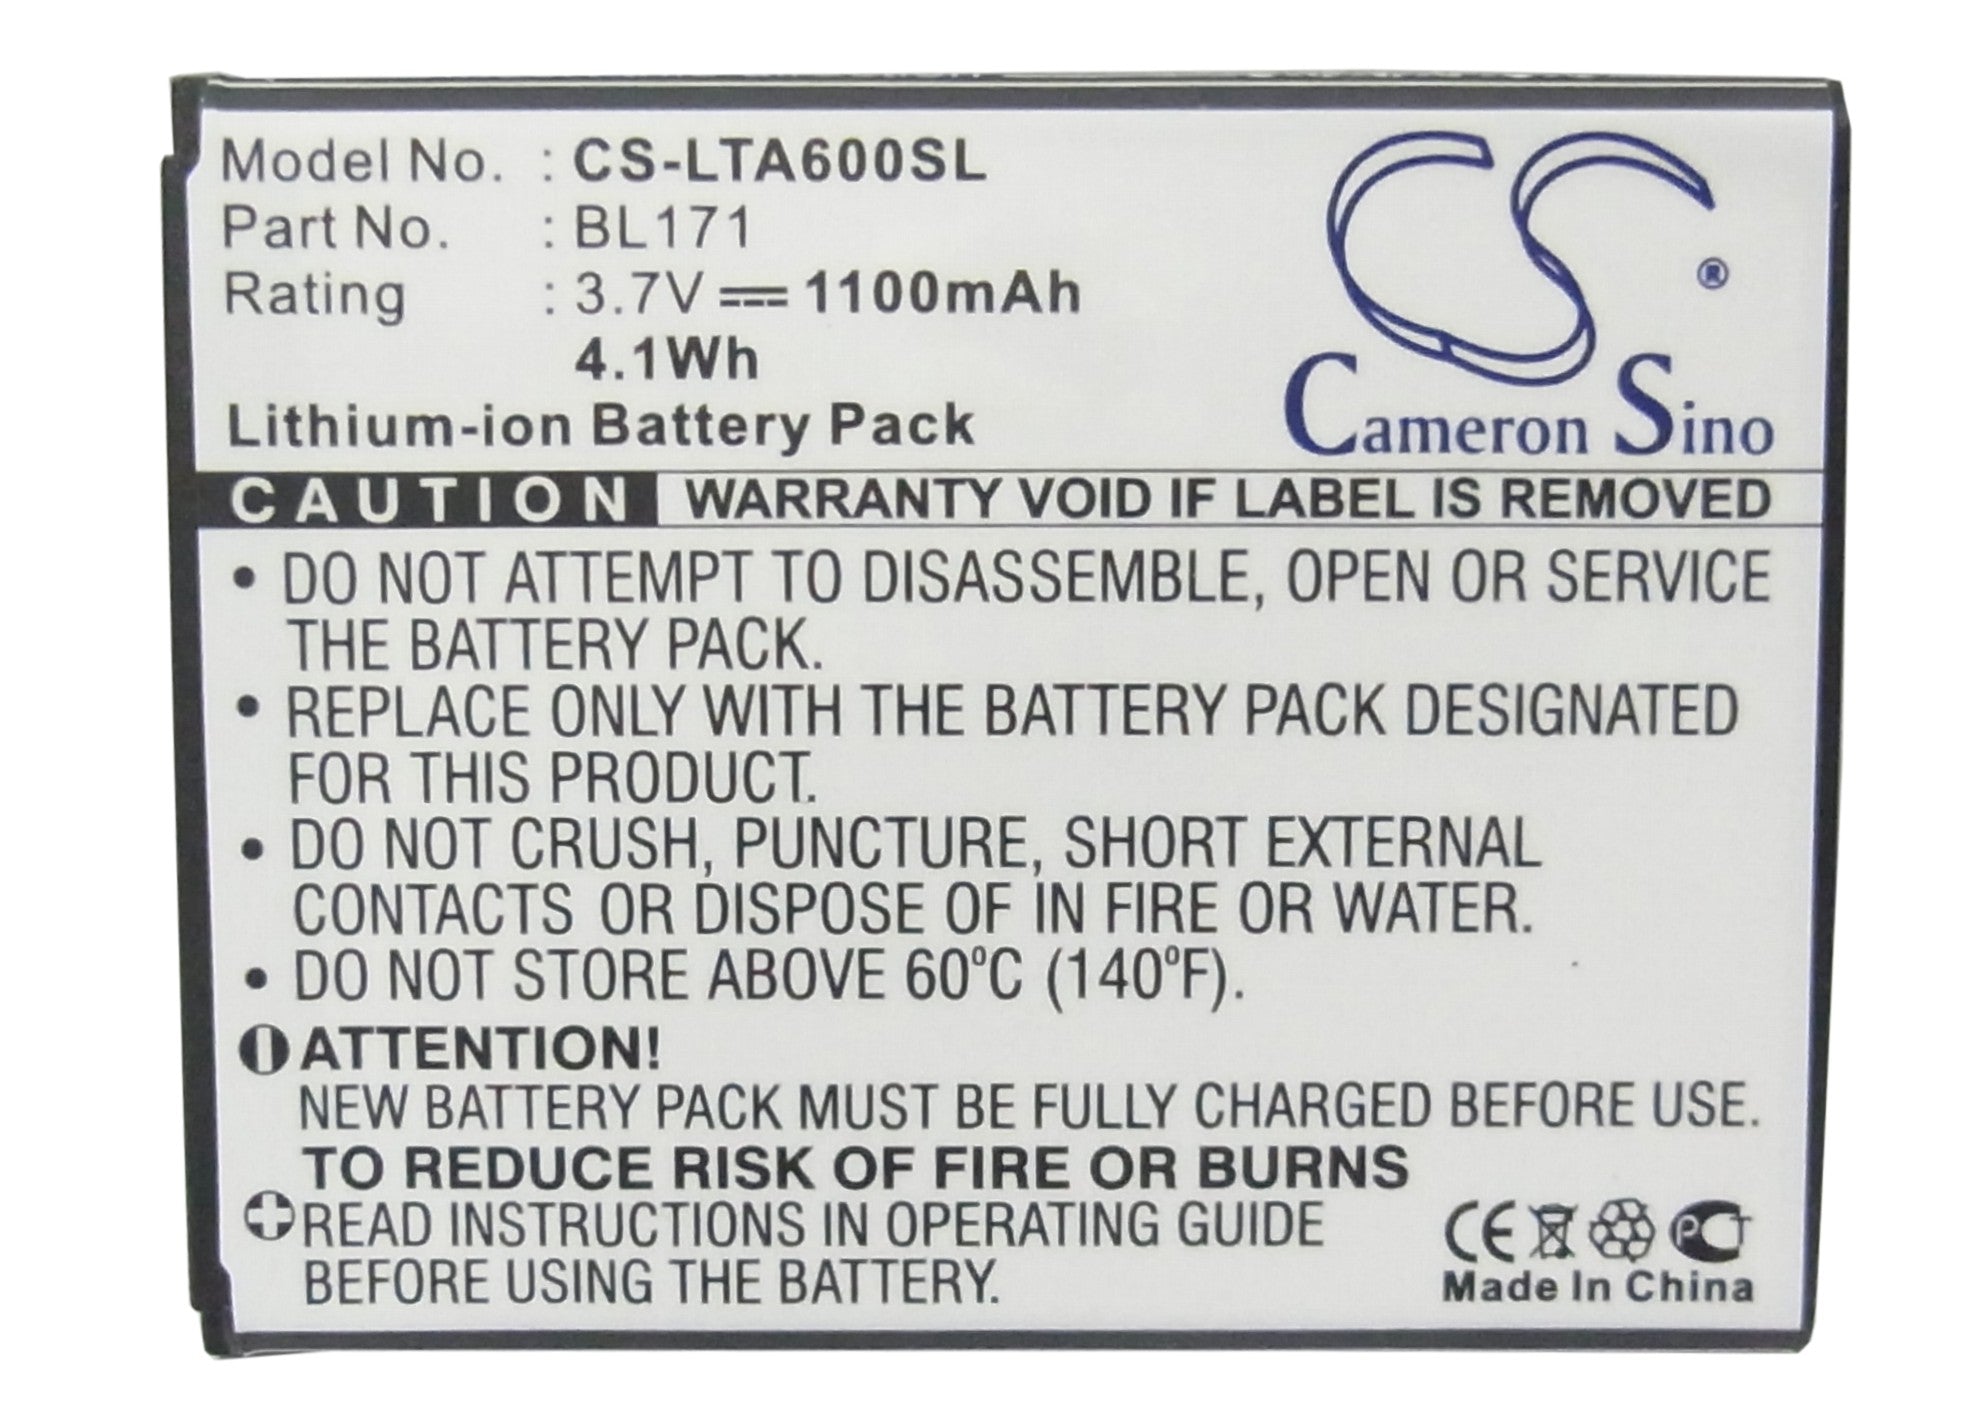 Model No. : CS-LTA600SL
Part No. : BL171
Rating : 3.7V 1100mAh
4.1Wh
Lithium-ion Battery Pack
CS ®
Cameron Sino
CAUTION WARRANTY VOID IF LABEL IS REMOVED
• DO NOT ATTEMPT TO DISASSEMBLE, OPEN OR SERVICE
THE BATTERY PACK.
• REPLACE ONLY WITH THE BATTERY PACK DESIGNATED
FOR THIS PRODUCT.
• DO NOT CRUSH, PUNCTURE, SHORT EXTERNAL
CONTACTS OR DISPOSE OF IN FIRE OR WATER.
• DO NOT STORE ABOVE 60°C (140°F).
ATTENTION!
NEW BATTERY PACK MUST BE FULLY CHARGED BEFORE USE.
TO REDUCE RISK OF FIRE OR BURNS
READ INSTRUCTIONS IN OPERATING GUIDE
BEFORE USING THE BATTERY.
CE PCT
Made In China